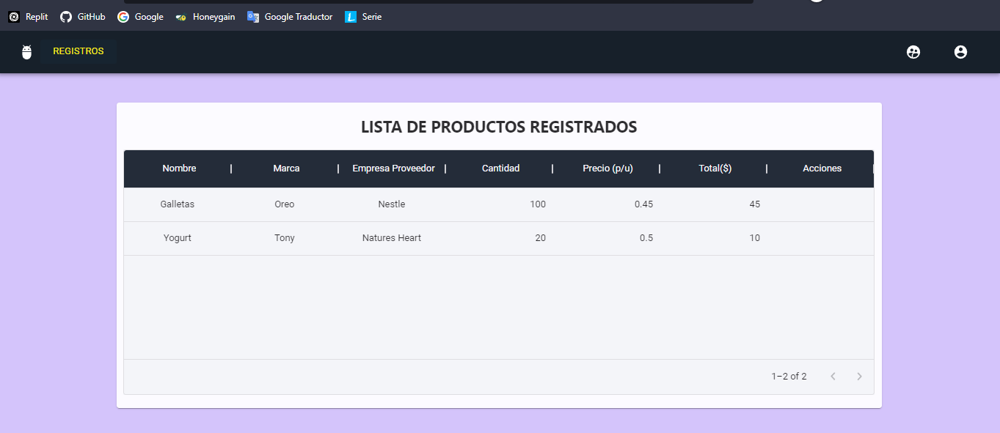 Replit GitHub Google Honeygain Google Traductor Serie
REGISTROS
LISTA DE PRODUCTOS REGISTRADOS
Nombre | Marca | Empresa Proveedor | Cantidad | Precio (p/u) | Total($) | Acciones
Galletas Oreo Nestle 100 0.45 45
Yogurt Tony Natures Heart 20 0.5 10
1–2 of 2